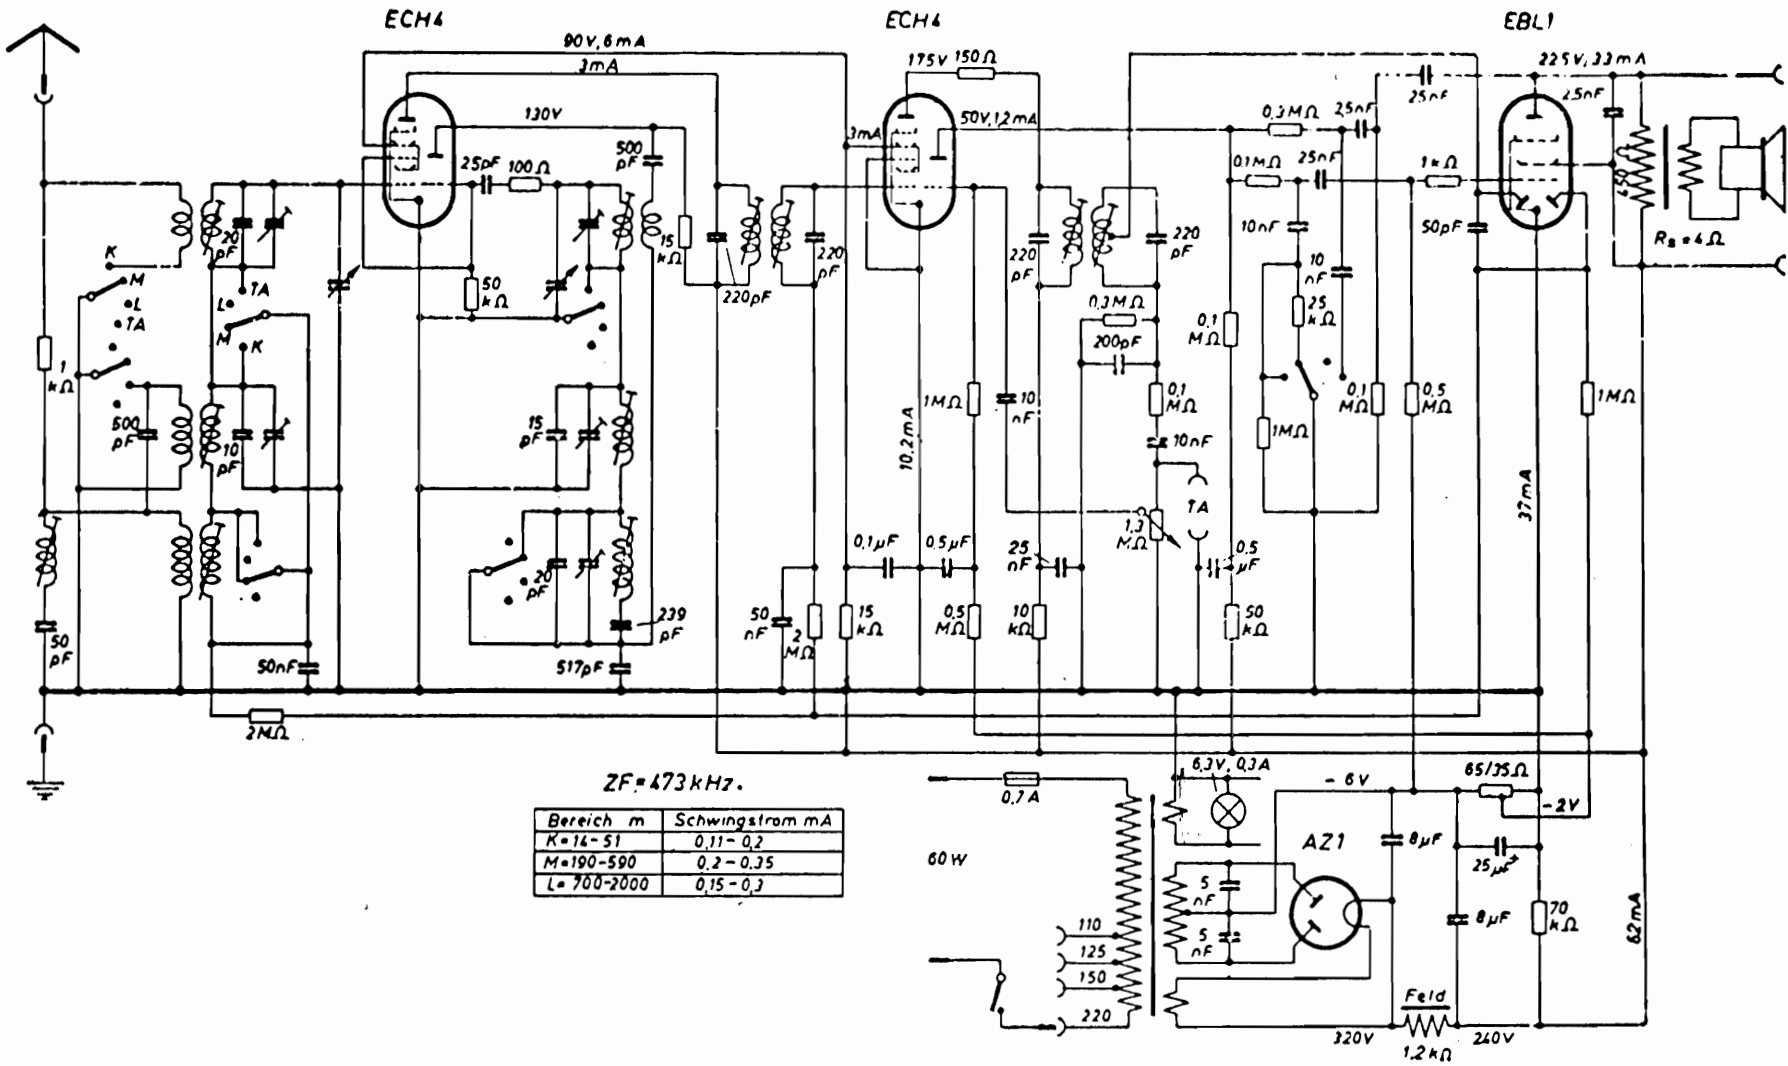 ECH4
ECH4
EBL1
90V, 6mA
3mA
130V
25pF
100Ω
500 pF
15 kΩ
50 kΩ
20 pF
K
M
L
TA
L
TA
M
K
1 kΩ
500 pF
10 pF
15 pF
20 pF
239 pF
517pF
50 pF
50nF
2MΩ
220pF
220 pF
175V
150Ω
3mA
50V, 1,2mA
220 pF
220 pF
0,3MΩ
200pF
0,1 MΩ
10nF
1,3 MΩ
TA
1MΩ
10 nF
10,2mA
0,1µF
0,5µF
50 nF
2 MΩ
15 kΩ
0,5 MΩ
25 nF
10 kΩ
0,5 µF
50 kΩ
0,1 MΩ
0,3MΩ
25nF
25nF
0,1MΩ
25nF
1kΩ
10nF
10 nF
25 kΩ
1MΩ
0,1 MΩ
0,5 MΩ
50pF
1MΩ
225V, 33mA
2,5nF
450Ω
Rs = 4Ω
37mA
ZF = 473kHz.
Bereich m Schwingstrom mA
K = 14-51 0,11 - 0,2
M = 190-590 0,2 - 0,35
L = 700-2000 0,15 - 0,3
0,7A
60W
110
125
150
220
6,3V, 0,3A
5 nF
5 nF
AZ1
- 6V
65/35Ω
- 2V
8µF
25µF +
8µF
70 kΩ
62mA
Feld
1,2kΩ
320V
240V